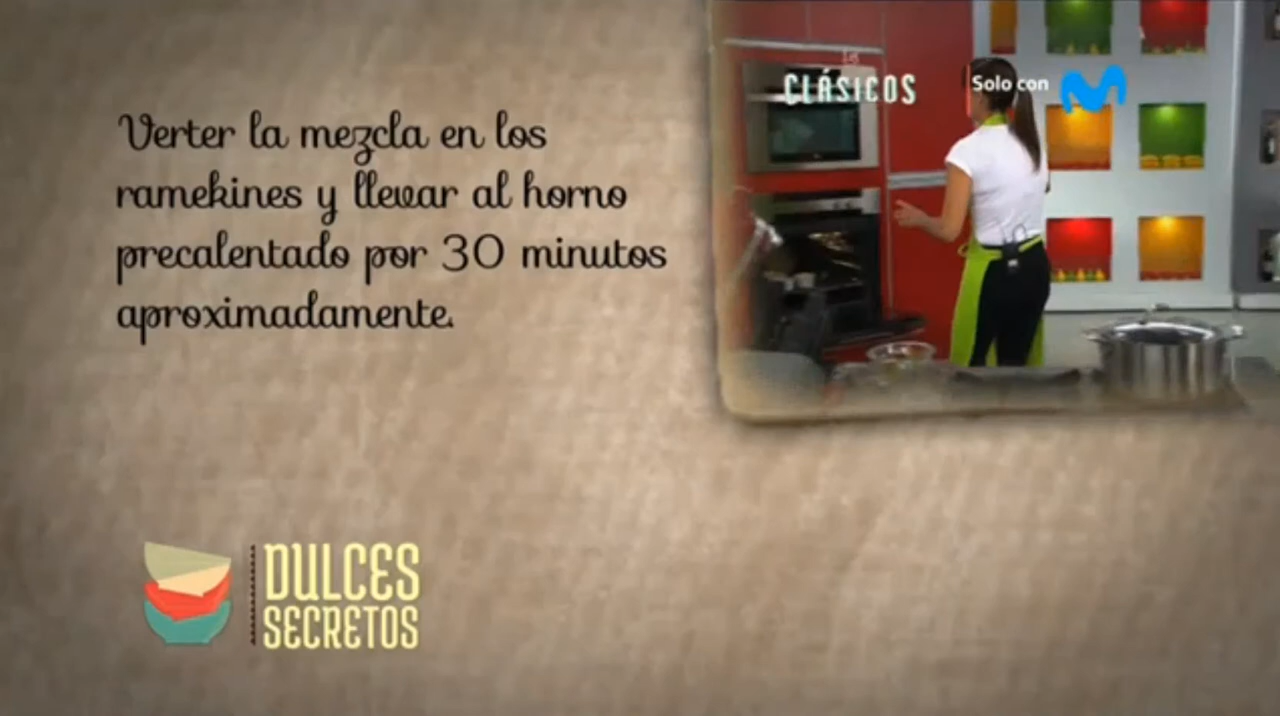 Verter la mezcla en los
ramekines y llevar al horno
precalentado por 30 minutos
aproximadamente.
CLÁSICOS
Solo con
DULCES
SECRETOS